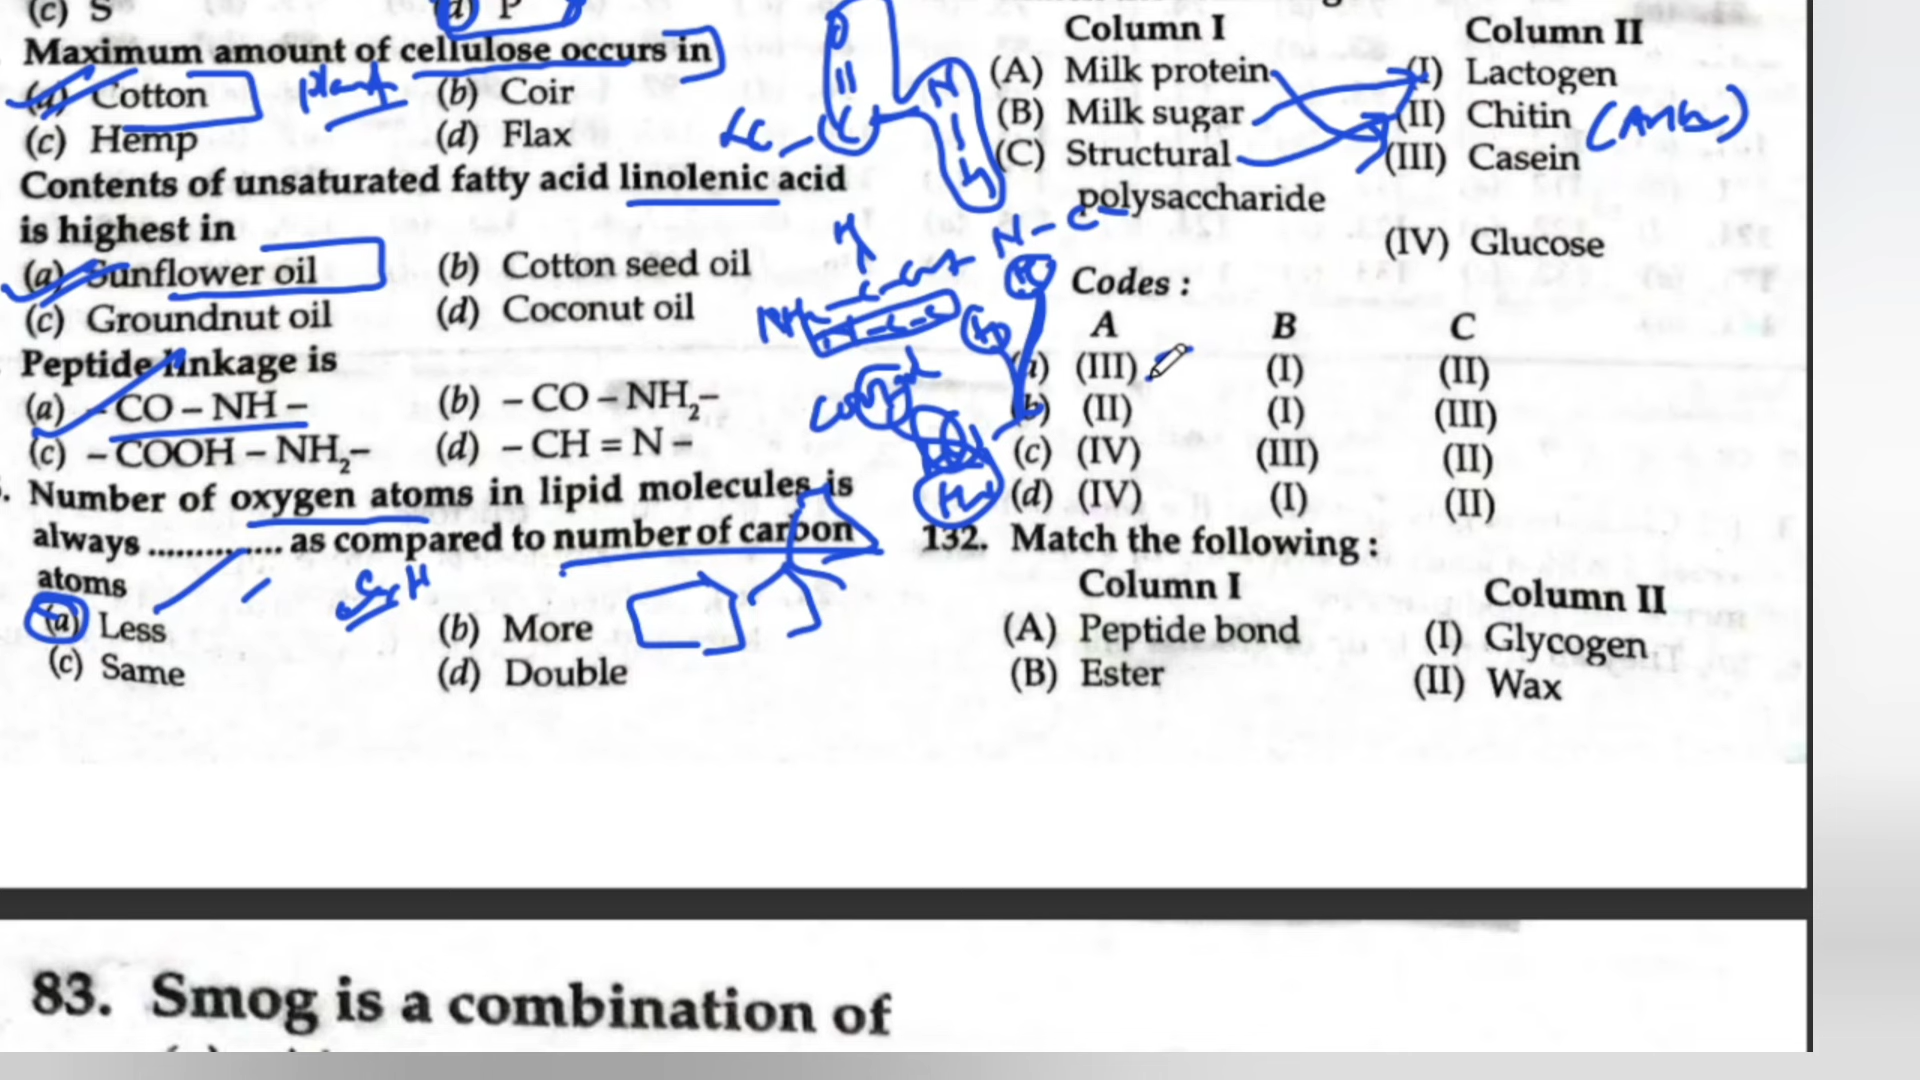 (c) S (d) P
Maximum amount of cellulose occurs in
(a) Cotton (b) Coir
(c) Hemp (d) Flax
Contents of unsaturated fatty acid linolenic acid
is highest in
(a) Sunflower oil (b) Cotton seed oil
(c) Groundnut oil (d) Coconut oil
Peptide linkage is
(a) – CO – NH – (b) – CO – NH₂–
(c) – COOH – NH₂– (d) – CH = N –
Number of oxygen atoms in lipid molecules is
always .............. as compared to number of carbon
atoms
(a) Less (b) More
(c) Same (d) Double
plant
C, H
Column I Column II
(A) Milk protein (I) Lactogen
(B) Milk sugar (II) Chitin
(C) Structural (III) Casein
polysaccharide
(IV) Glucose
Codes :
A B C
(a) (III) (I) (II)
(b) (II) (I) (III)
(c) (IV) (III) (II)
(d) (IV) (I) (II)
132. Match the following :
Column I Column II
(A) Peptide bond (I) Glycogen
(B) Ester (II) Wax
83. Smog is a combination of